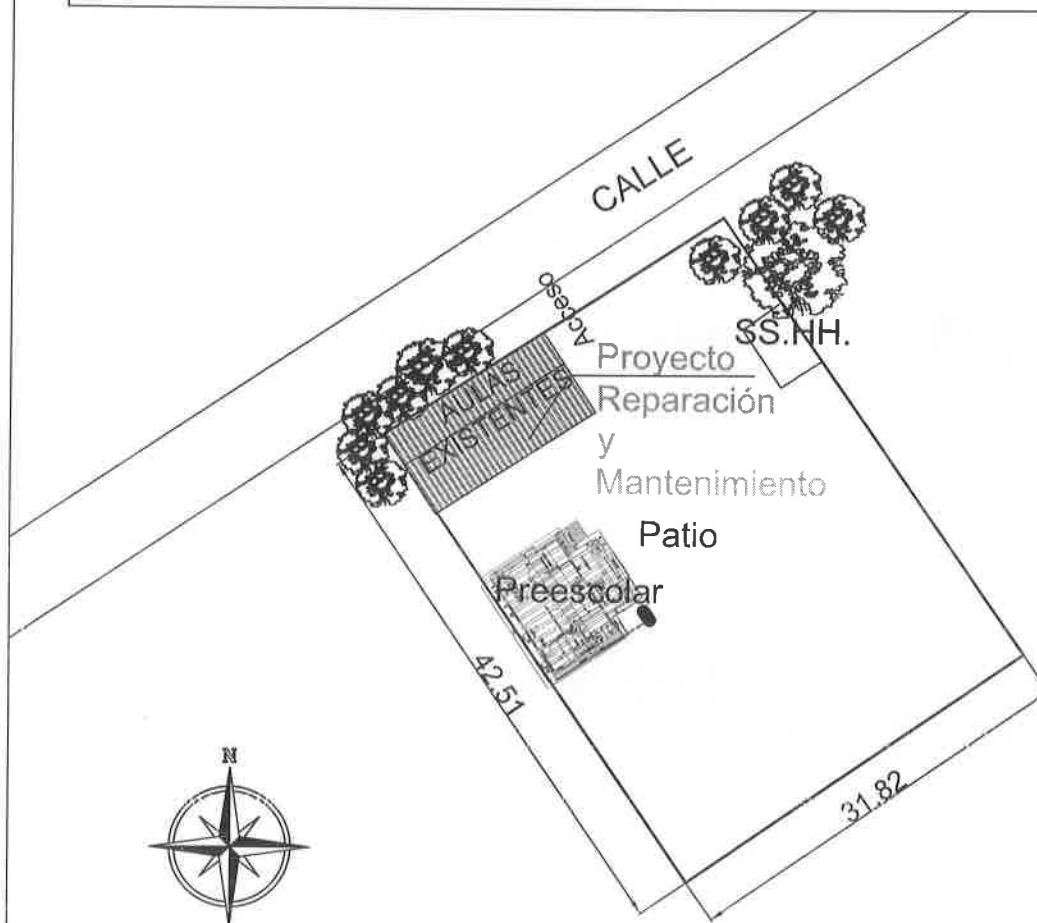 CALLE
Acceso
SS.HH.
AULAS
EXISTENTES
Proyecto
Reparación
y
Mantenimiento
Patio
Preescolar
42.51
31.82
N